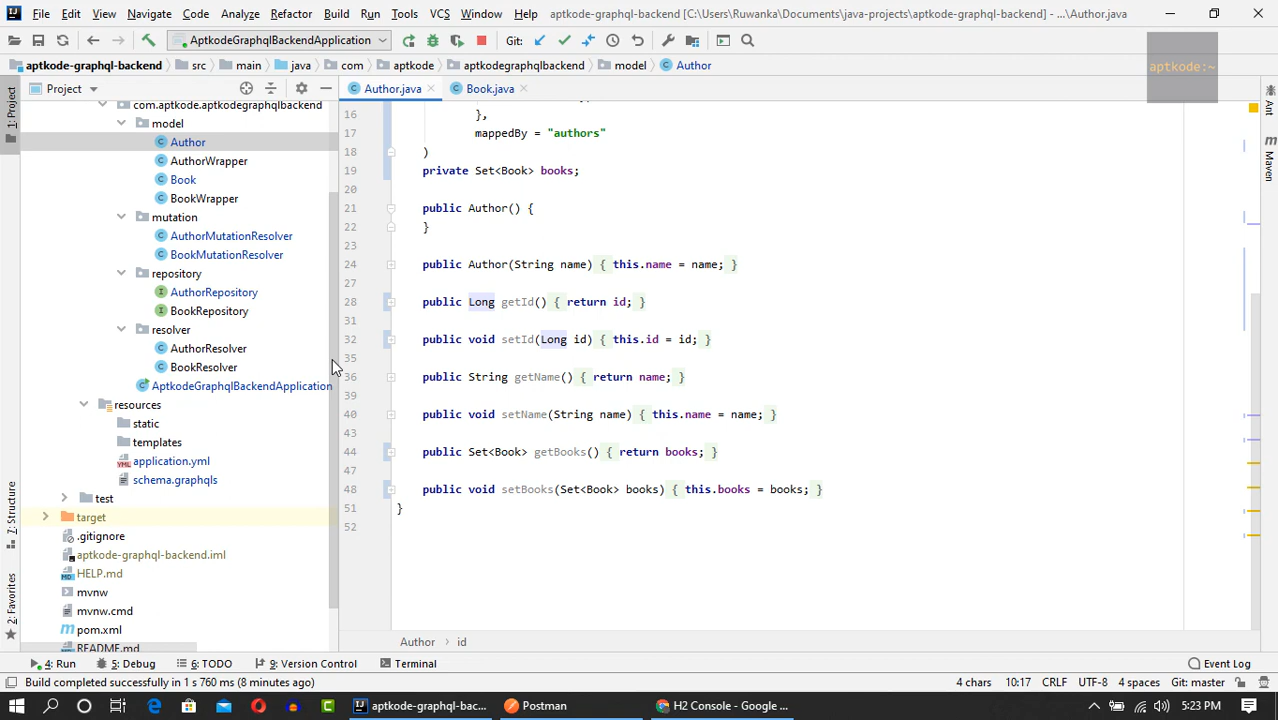 File Edit View Navigate Code Analyze Refactor Build Run Tools VCS Window Help aptkode-graphql-backend [C:\Users\Ruwanka\Documents\java-projects\aptkode-graphql-backend] - ...\Author.java
AptkodeGraphqlBackendApplication Git:
aptkode:~
aptkode-graphql-backend src main java com aptkode aptkodegraphqlbackend model Author
Project Author.java Book.java
1: Project
7: Structure
2: Favorites
Ant
Maven
com.aptkode.aptkodegraphqlbackend
model
Author
AuthorWrapper
Book
BookWrapper
mutation
AuthorMutationResolver
BookMutationResolver
repository
AuthorRepository
BookRepository
resolver
AuthorResolver
BookResolver
AptkodeGraphqlBackendApplication
resources
static
templates
application.yml
schema.graphqls
test
target
.gitignore
aptkode-graphql-backend.iml
HELP.md
mvnw
mvnw.cmd
pom.xml
README.md
16 },
17 mappedBy = "authors"
18 )
19 private Set<Book> books;
20
21 public Author() {
22 }
23
24 public Author(String name) { this.name = name; }
27
28 public Long getId() { return id; }
31
32 public void setId(Long id) { this.id = id; }
35
36 public String getName() { return name; }
39
40 public void setName(String name) { this.name = name; }
43
44 public Set<Book> getBooks() { return books; }
47
48 public void setBooks(Set<Book> books) { this.books = books; }
51 }
52
Author id
4: Run 5: Debug 6: TODO 9: Version Control Terminal Event Log
Build completed successfully in 1 s 760 ms (8 minutes ago) 4 chars 10:17 CRLF UTF-8 4 spaces Git: master
aptkode-graphql-bac... Postman H2 Console - Google ... 5:23 PM